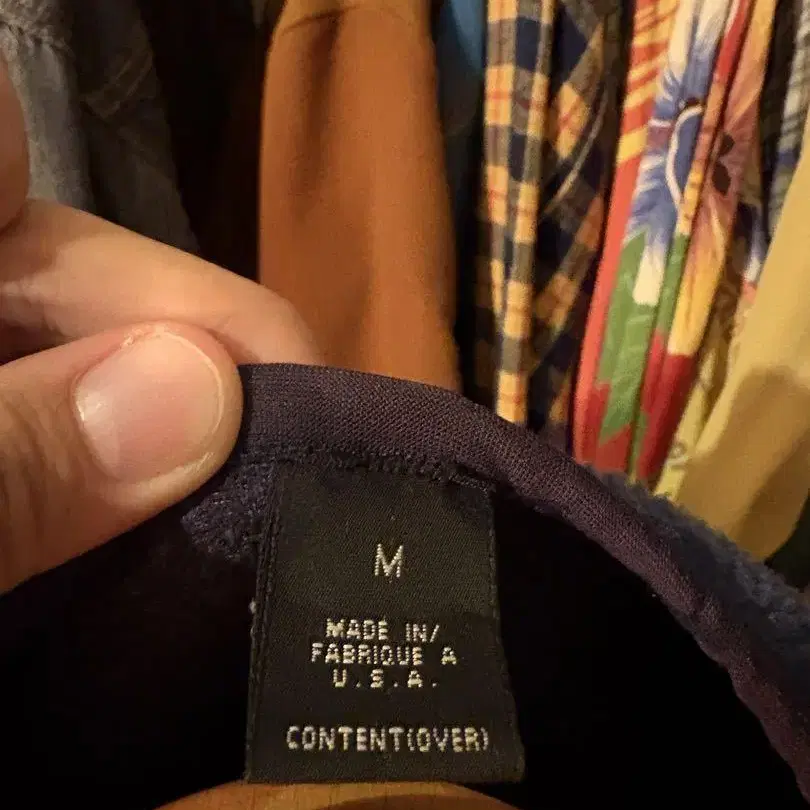 M
MADE IN/
FABRIQUE A
U.S.A.
CONTENT(OVER)